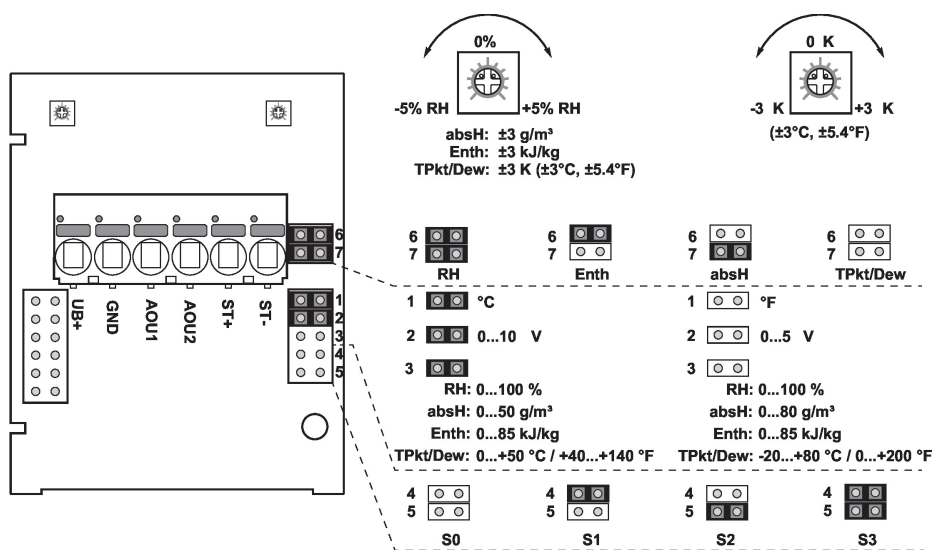 0%
0 K
-5% RH +5% RH
-3 K +3 K
absH: ±3 g/m³
Enth: ±3 kJ/kg
TPkt/Dew: ±3 K (±3°C, ±5.4°F)
(±3°C, ±5.4°F)
6
7
UB+
GND
AOU1
AOU2
ST+
ST-
1
2
3
4
5
6
7
RH
6
7
Enth
6
7
absH
6
7
TPkt/Dew
1 °C
1 °F
2 0...10 V
2 0...5 V
3
RH: 0...100 %
absH: 0...50 g/m³
Enth: 0...85 kJ/kg
TPkt/Dew: 0...+50 °C / +40...+140 °F
3
RH: 0...100 %
absH: 0...80 g/m³
Enth: 0...85 kJ/kg
TPkt/Dew: -20...+80 °C / 0...+200 °F
4
5
S0
4
5
S1
4
5
S2
4
5
S3